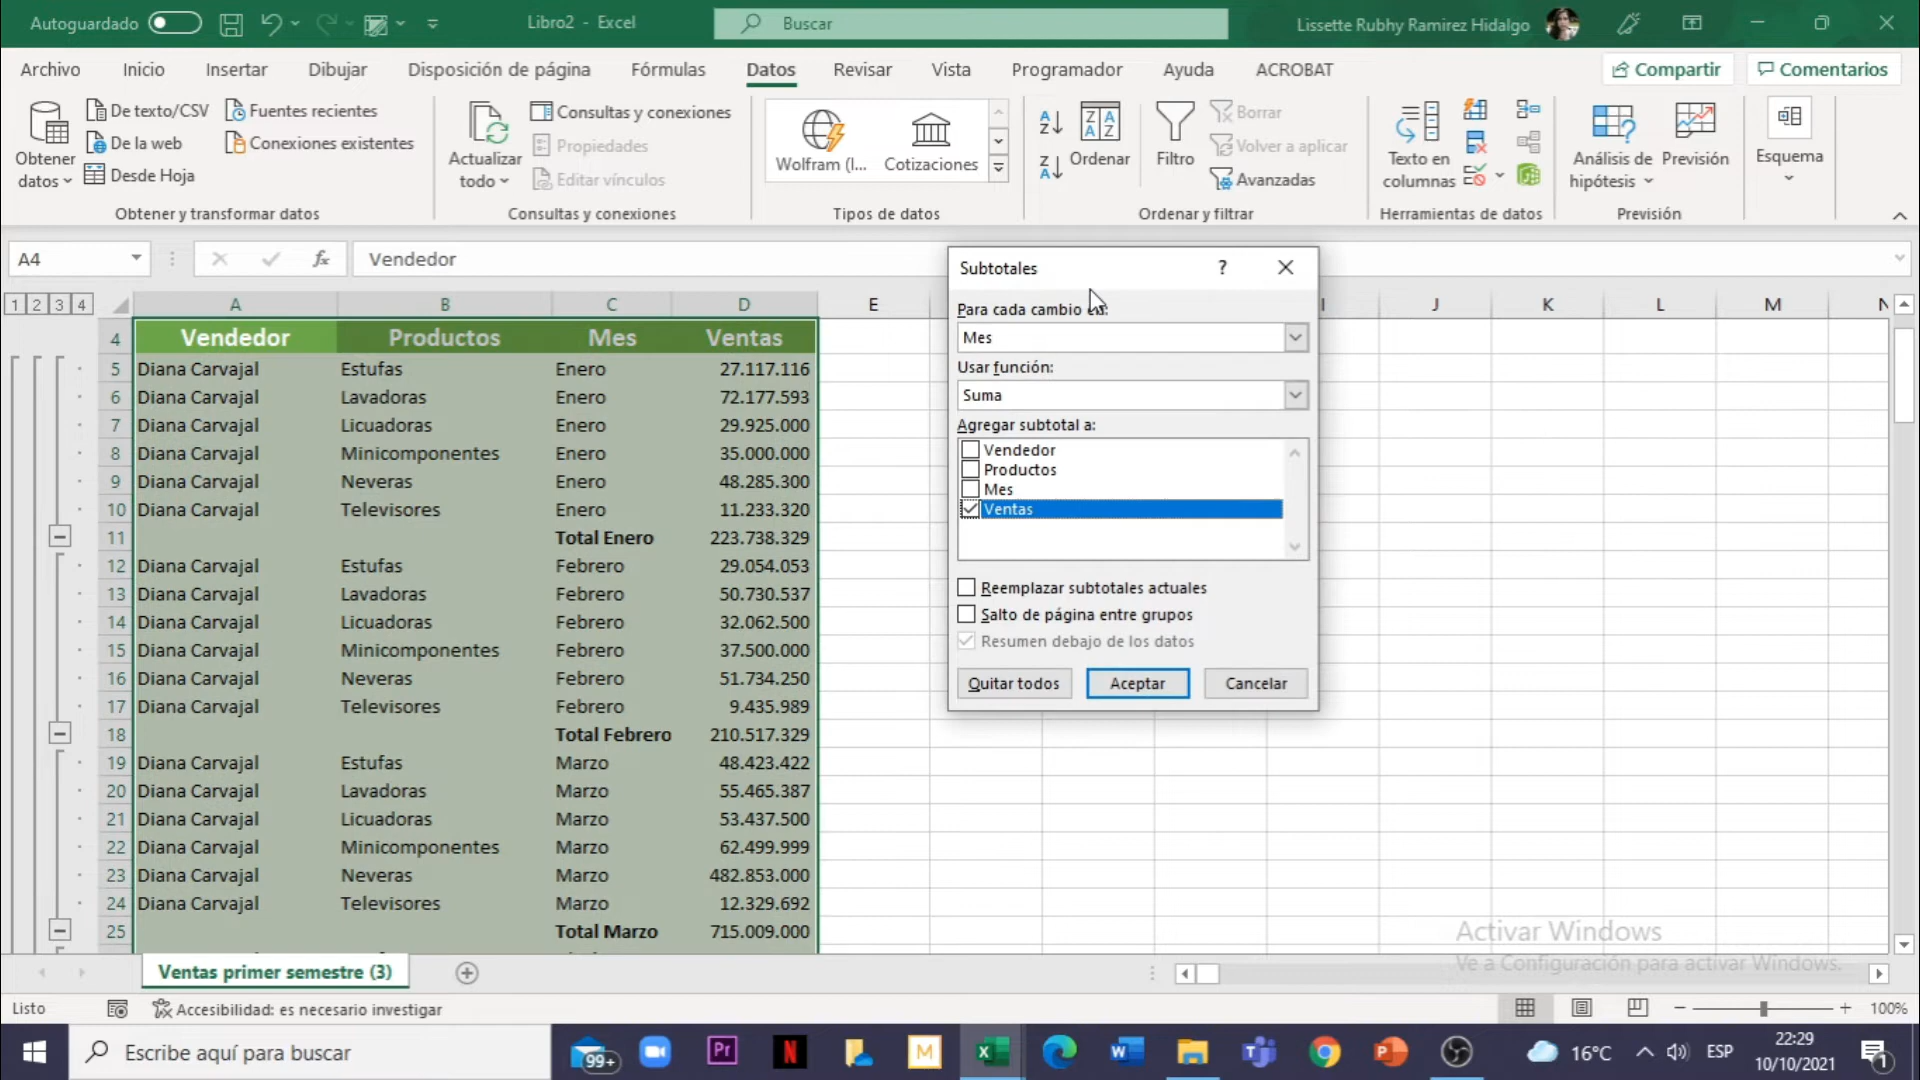 Autoguardado Libro2 - Excel Buscar Lissette Rubhy Ramirez Hidalgo
Archivo Inicio Insertar Dibujar Disposición de página Fórmulas Datos Revisar Vista Programador Ayuda ACROBAT Compartir Comentarios
Obtener datos
De texto/CSV
De la web
Desde Hoja
Fuentes recientes
Conexiones existentes
Obtener y transformar datos
Actualizar todo
Consultas y conexiones
Propiedades
Editar vínculos
Consultas y conexiones
Wolfram (I... Cotizaciones
Tipos de datos
Ordenar
Filtro
Borrar
Volver a aplicar
Avanzadas
Ordenar y filtrar
Texto en columnas
Herramientas de datos
Análisis de hipótesis
Previsión
Previsión
Esquema
A4 fx Vendedor
1 2 3 4 A B C D E I J K L M N
4 Vendedor Productos Mes Ventas
5 Diana Carvajal Estufas Enero 27.117.116
6 Diana Carvajal Lavadoras Enero 72.177.593
7 Diana Carvajal Licuadoras Enero 29.925.000
8 Diana Carvajal Minicomponentes Enero 35.000.000
9 Diana Carvajal Neveras Enero 48.285.300
10 Diana Carvajal Televisores Enero 11.233.320
11 Total Enero 223.738.329
12 Diana Carvajal Estufas Febrero 29.054.053
13 Diana Carvajal Lavadoras Febrero 50.730.537
14 Diana Carvajal Licuadoras Febrero 32.062.500
15 Diana Carvajal Minicomponentes Febrero 37.500.000
16 Diana Carvajal Neveras Febrero 51.734.250
17 Diana Carvajal Televisores Febrero 9.435.989
18 Total Febrero 210.517.329
19 Diana Carvajal Estufas Marzo 48.423.422
20 Diana Carvajal Lavadoras Marzo 55.465.387
21 Diana Carvajal Licuadoras Marzo 53.437.500
22 Diana Carvajal Minicomponentes Marzo 62.499.999
23 Diana Carvajal Neveras Marzo 482.853.000
24 Diana Carvajal Televisores Marzo 12.329.692
25 Total Marzo 715.009.000
Subtotales ?
Para cada cambio en:
Mes
Usar función:
Suma
Agregar subtotal a:
Vendedor
Productos
Mes
Ventas
Reemplazar subtotales actuales
Salto de página entre grupos
Resumen debajo de los datos
Quitar todos Aceptar Cancelar
Activar Windows
Ve a Configuración para activar Windows.
Ventas primer semestre (3)
Listo Accesibilidad: es necesario investigar 100%
Escribe aquí para buscar 99+ Pr N M X W T P 16°C ESP 22:29
10/10/2021 1